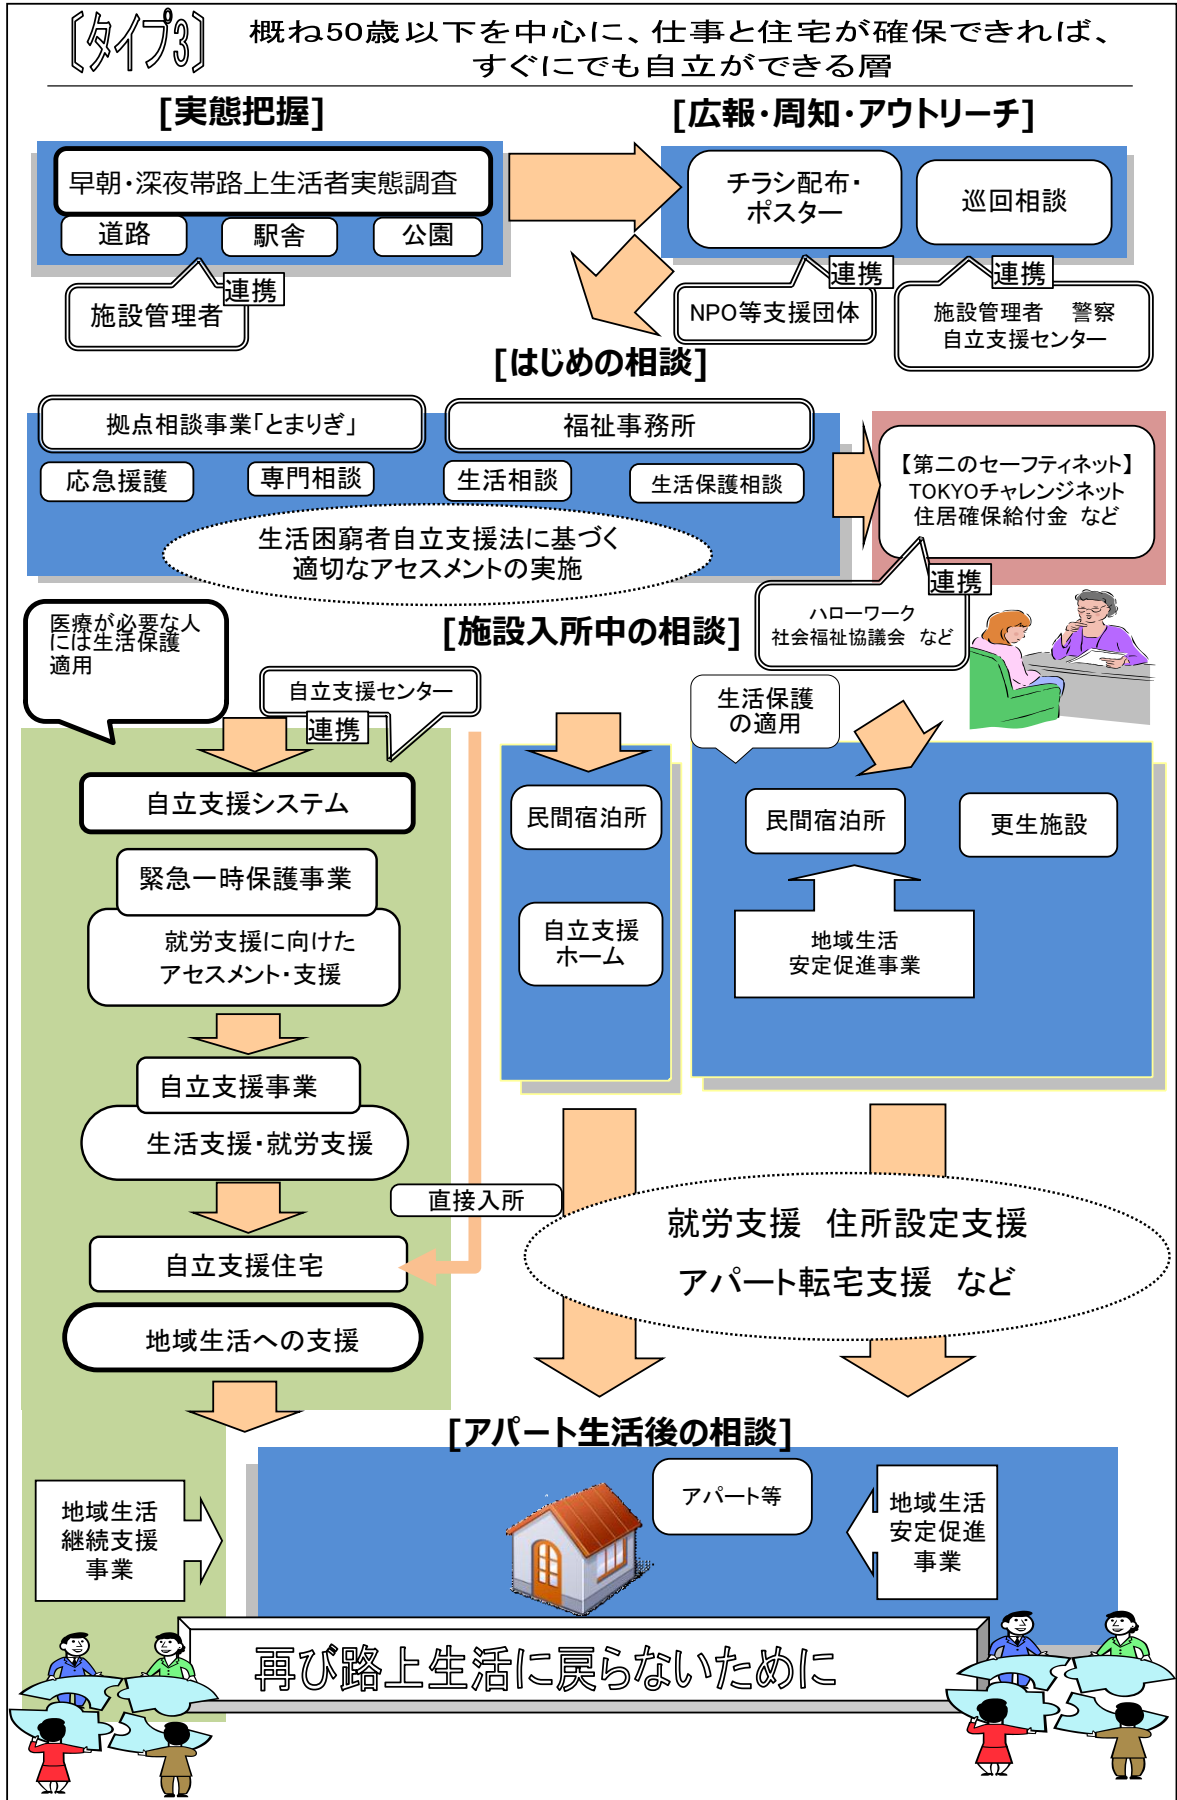 〔タイプ3〕
概ね50歳以下を中心に、仕事と住宅が確保できれば、
すぐにでも自立ができる層
[実態把握]
[広報・周知・アウトリーチ]
早朝・深夜帯路上生活者実態調査
道路
駅舎
公園
連携
施設管理者
チラシ配布・
ポスター
巡回相談
連携
NPO等支援団体
連携
施設管理者 警察
自立支援センター
[はじめの相談]
拠点相談事業「とまりぎ」
福祉事務所
応急援護
専門相談
生活相談
生活保護相談
生活困窮者自立支援法に基づく
適切なアセスメントの実施
【第二のセーフティネット】
TOKYOチャレンジネット
住居確保給付金 など
連携
ハローワーク
社会福祉協議会 など
医療が必要な人
には生活保護
適用
[施設入所中の相談]
自立支援センター
連携
生活保護
の適用
自立支援システム
緊急一時保護事業
就労支援に向けた
アセスメント・支援
自立支援事業
生活支援・就労支援
直接入所
自立支援住宅
地域生活への支援
民間宿泊所
自立支援
ホーム
民間宿泊所
更生施設
地域生活
安定促進事業
就労支援 住所設定支援
アパート転宅支援 など
[アパート生活後の相談]
地域生活
継続支援
事業
アパート等
地域生活
安定促進
事業
再び路上生活に戻らないために